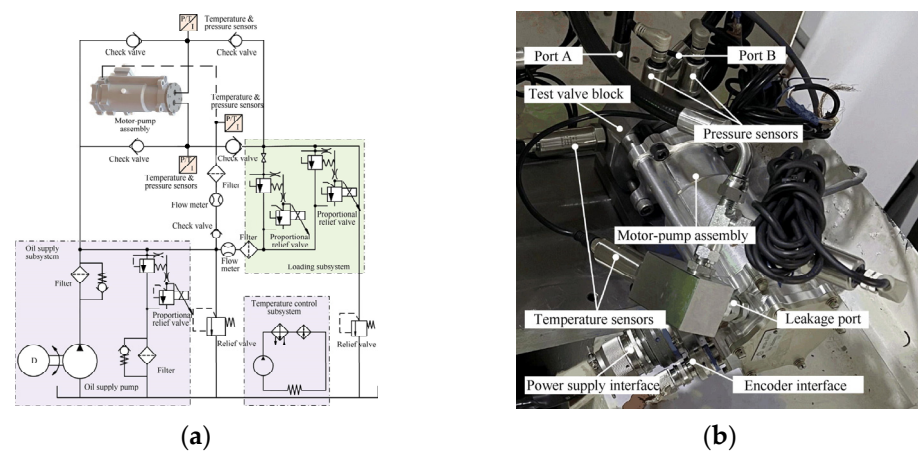 P/T
I
Temperature &
pressure sensors
Check valve
Check valve
Motor-pump
assembly
P/T
I
Temperature &
pressure sensors
Check valve
P/T
I
Temperature &
pressure sensors
Check valve
Filter
Flow meter
Check valve
Proportional
relief valve
Proportional
relief valve
Filter
Flow
meter
Loading subsystem
Oil supply
subsystem
Filter
Proportional
relief valve
Relief valve
Temperature control
subsystem
Relief valve
D
Filter
Oil supply pump
(a)
Port A
Port B
Test valve block
Pressure sensors
Motor-pump assembly
Temperature sensors
Leakage port
Power supply interface
Encoder interface
(b)